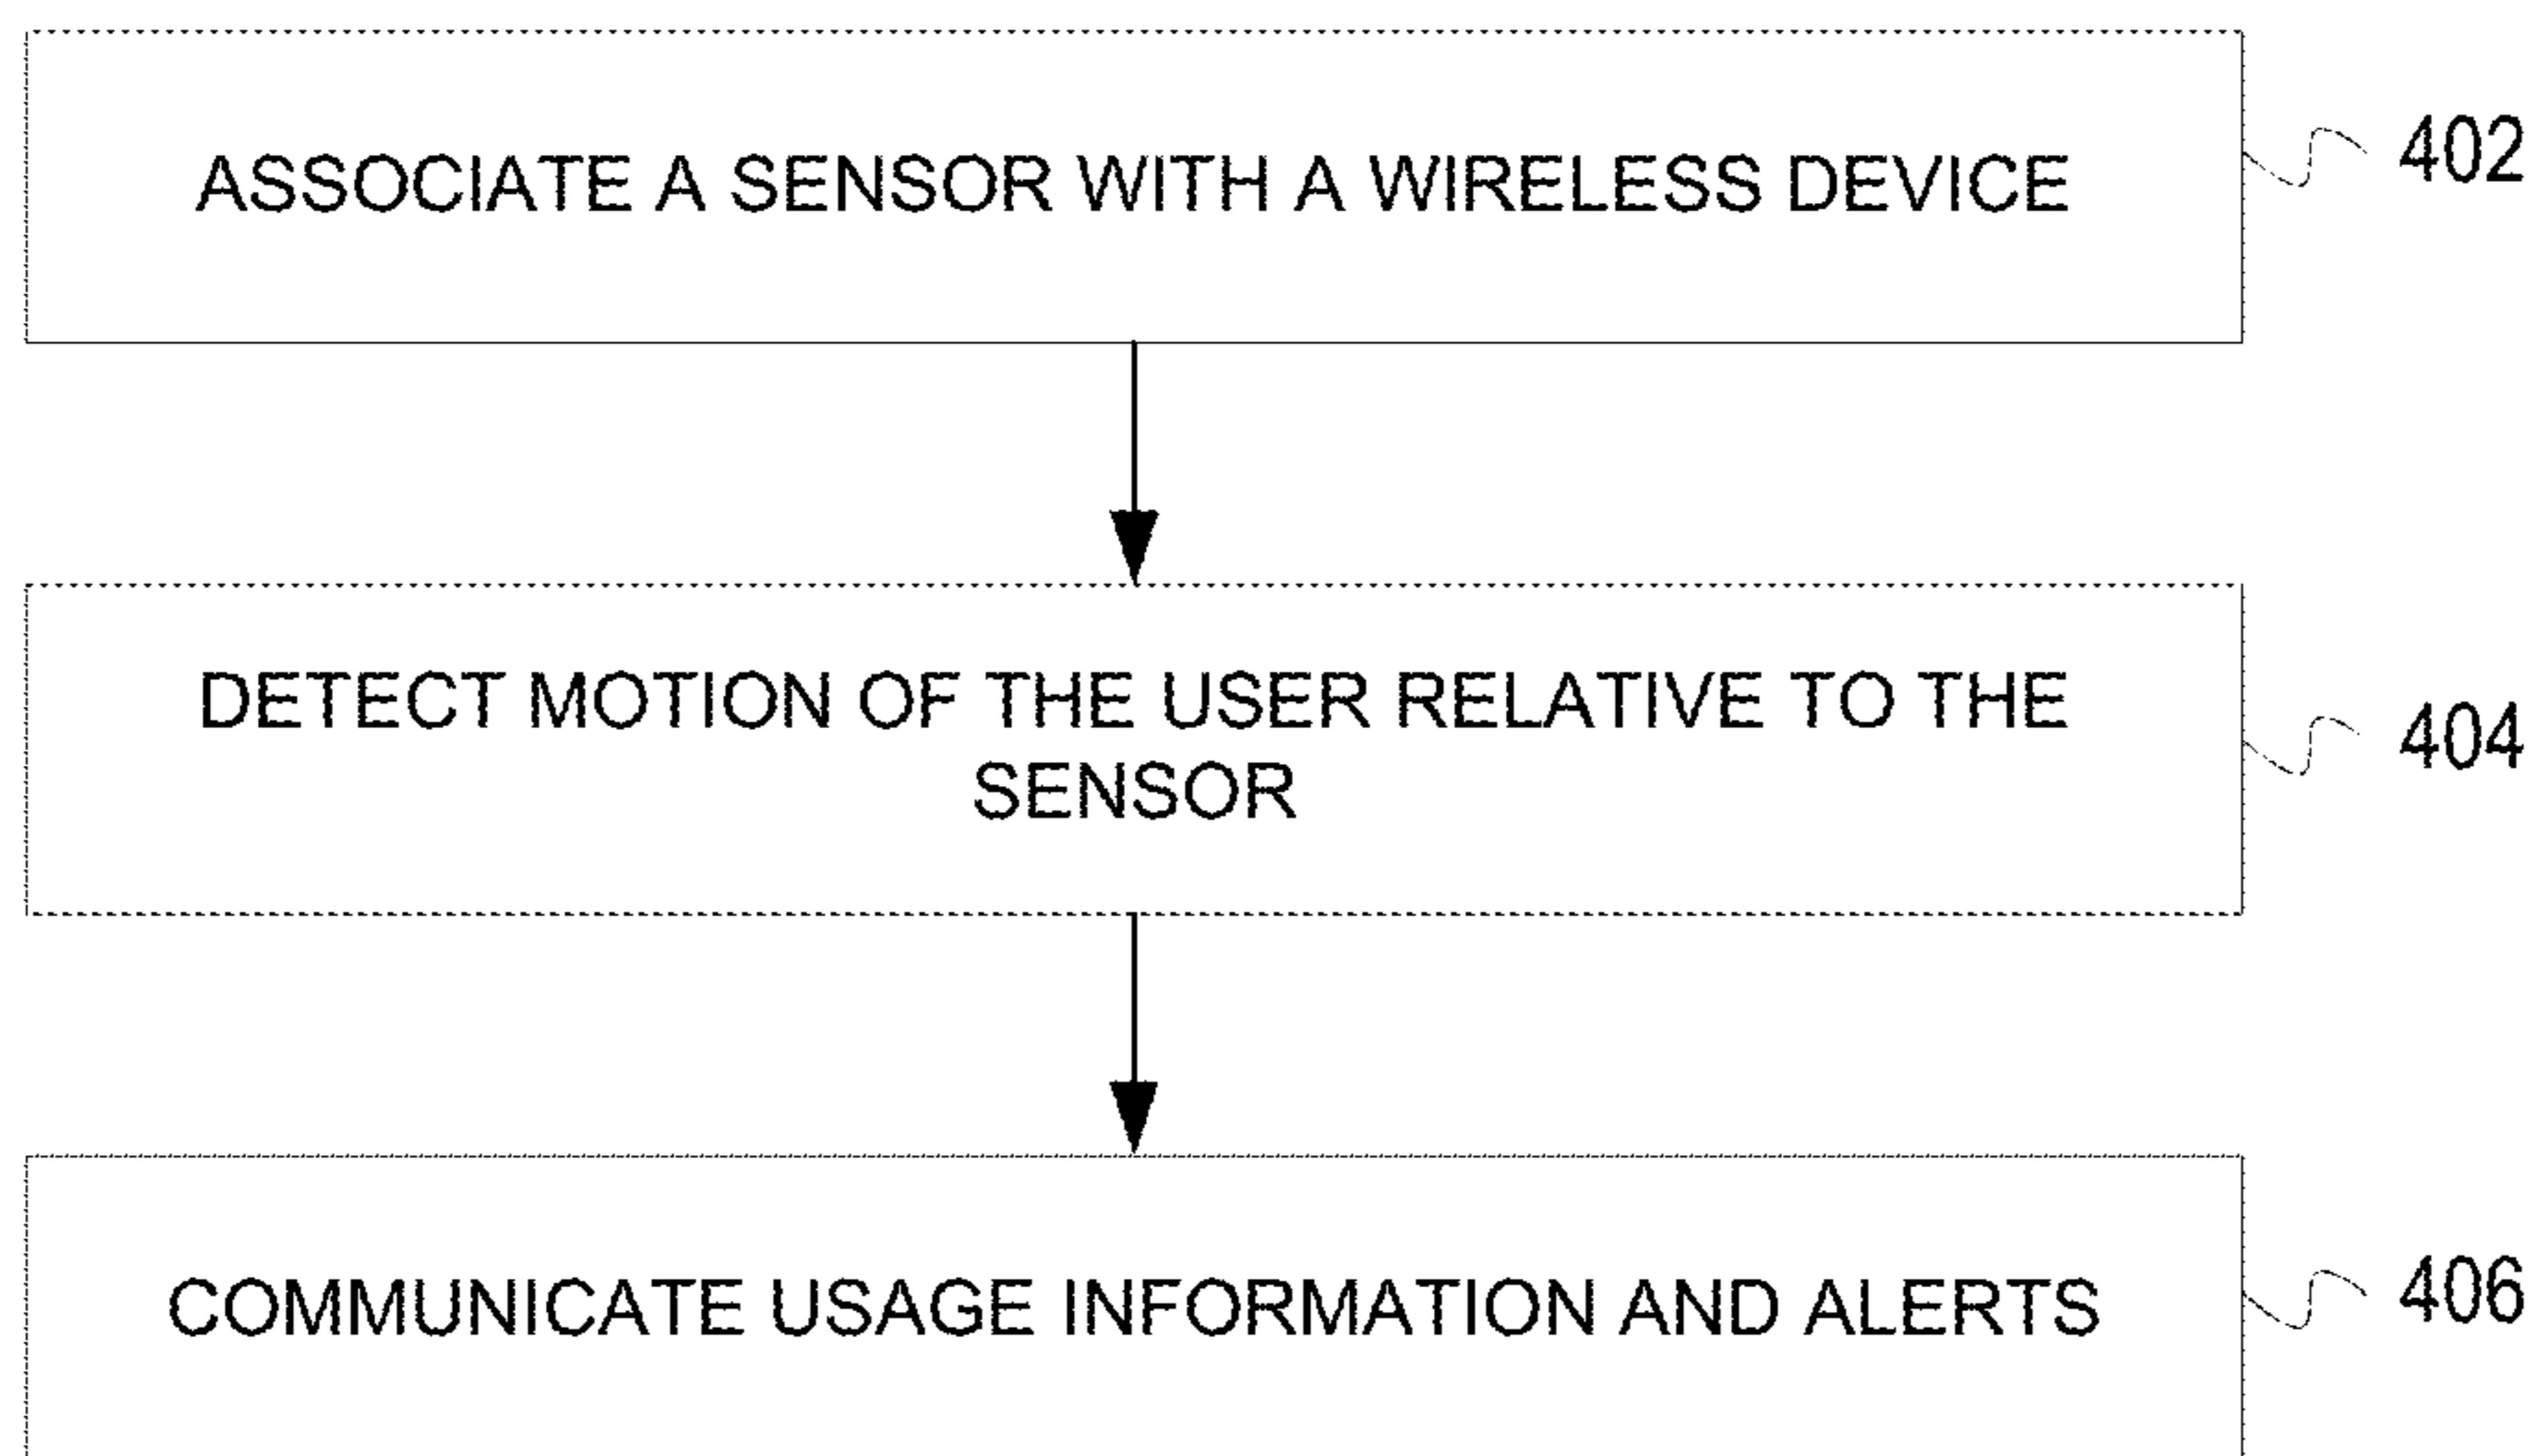 ASSOCIATE A SENSOR WITH A WIRELESS DEVICE
402
DETECT MOTION OF THE USER RELATIVE TO THE
SENSOR
404
COMMUNICATE USAGE INFORMATION AND ALERTS
406